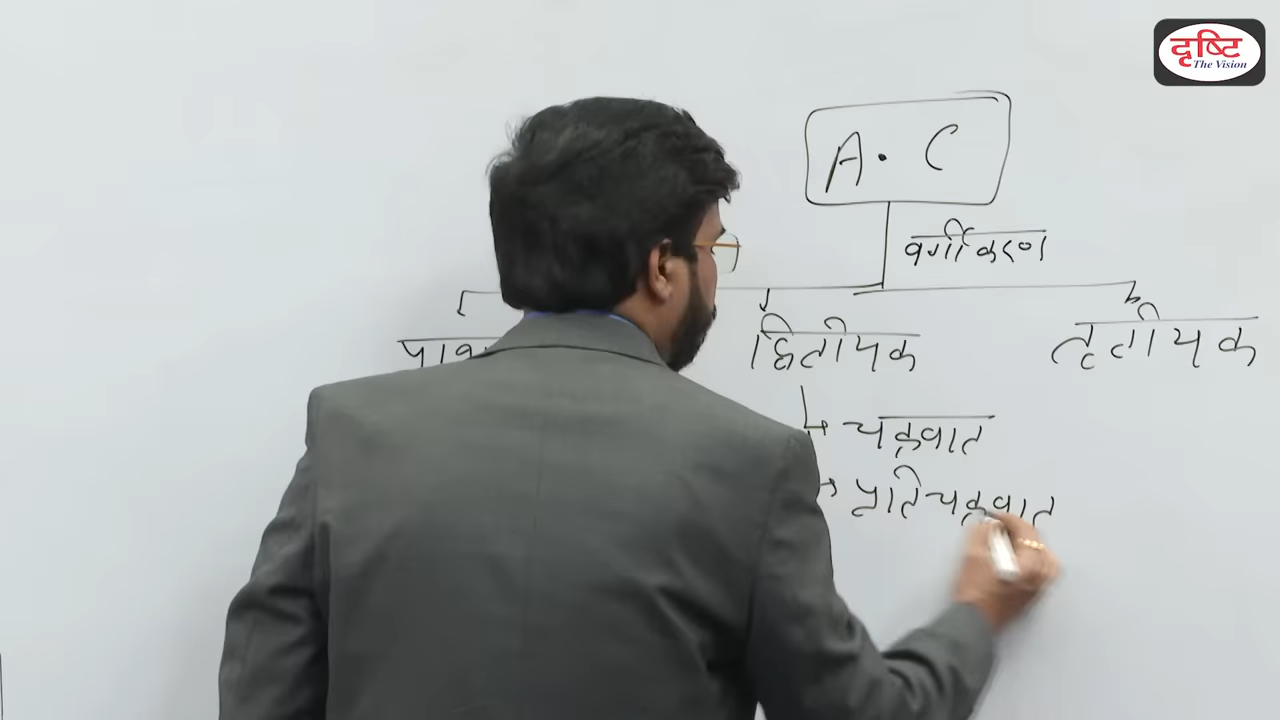 दृष्टि
The Vision
A. C
वर्गीकरण
द्वितीयक तृतीयक
चक्रवात
प्रतिचक्रवात